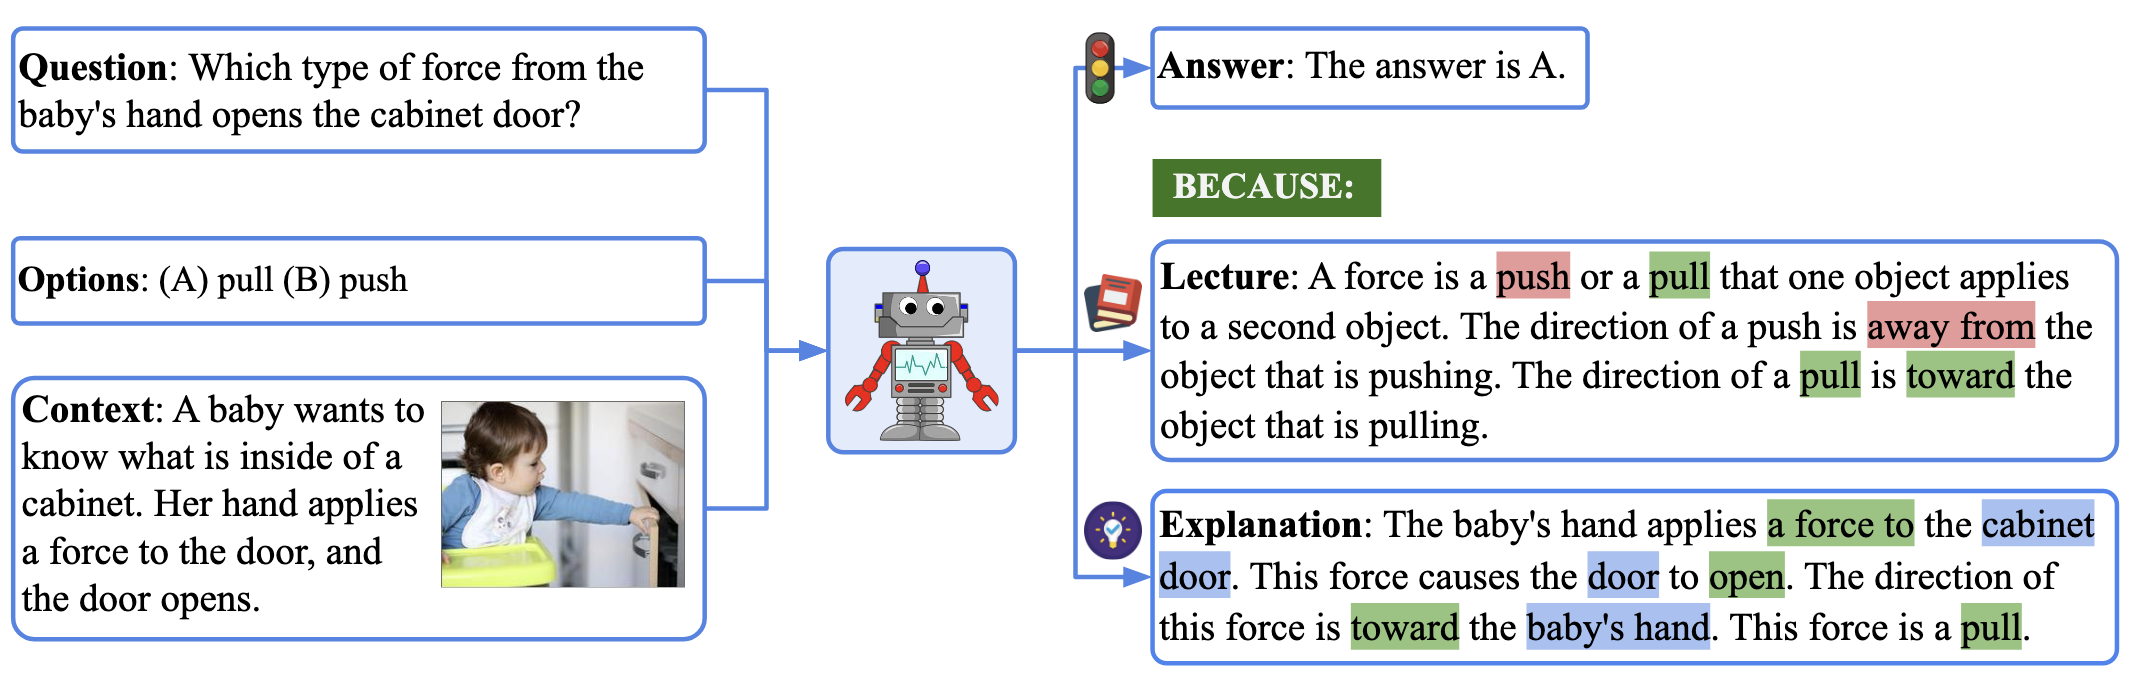 Question: Which type of force from the
baby's hand opens the cabinet door?
Options: (A) pull (B) push
Context: A baby wants to
know what is inside of a
cabinet. Her hand applies
a force to the door, and
the door opens.
Answer: The answer is A.
BECAUSE:
Lecture: A force is a push or a pull that one object applies
to a second object. The direction of a push is away from the
object that is pushing. The direction of a pull is toward the
object that is pulling.
Explanation: The baby's hand applies a force to the cabinet
door. This force causes the door to open. The direction of
this force is toward the baby's hand. This force is a pull.